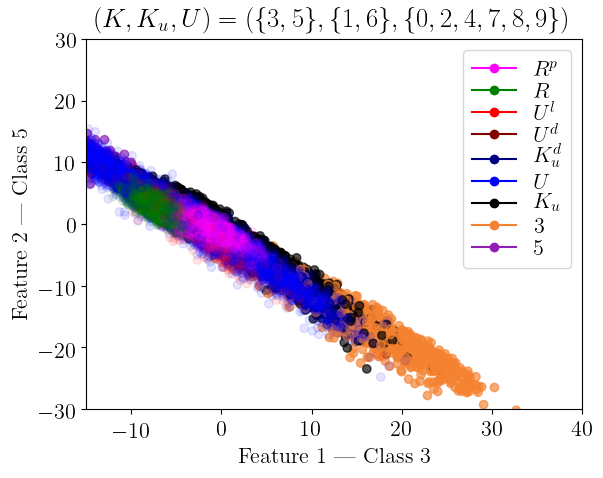 (K, K_u, U) = ({3, 5}, {1, 6}, {0, 2, 4, 7, 8, 9})
30
20
10
0
−10
−20
−30
−10
0
10
20
30
40
Feature 2 — Class 5
Feature 1 — Class 3
R^p
R
U^l
U^d
K_u^d
U
K_u
3
5